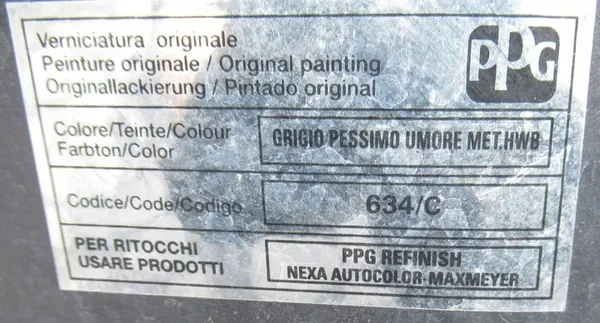 Verniciatura originale
Peinture originale / Original painting
Originallackierung / Pintado original
PPG
Colore/Teinte/Colour
Farbton/Color
GRIGIO PESSIMO UMORE MET.HWB
Codice/Code/Codigo
634/C
PER RITOCCHI
USARE PRODOTTI
PPG REFINISH
NEXA AUTOCOLOR-MAXMEYER